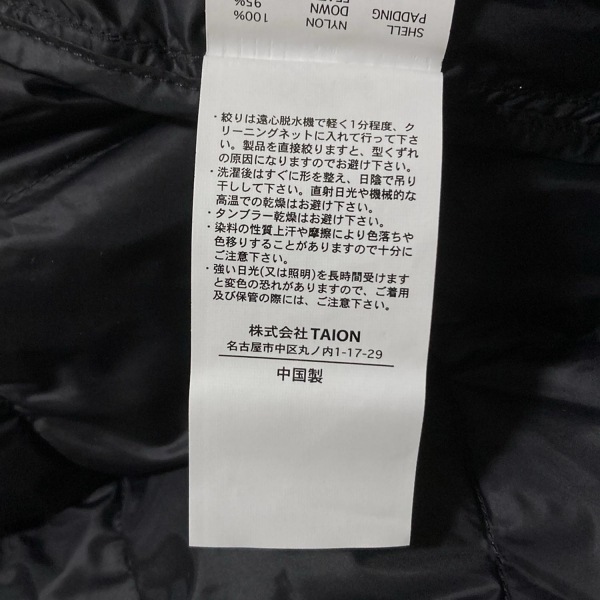 SHELL NYLON 100%
PADDING DOWN 95%
・絞りは遠心脱水機で軽く1分程度、ク
リーニングネットに入れて行って下さ
い。製品を直接絞りますと、型くずれ
の原因になりますのでお避け下さい。
・洗濯後はすぐに形を整え、日陰で吊り
干しして下さい。直射日光や機械的な
高温での乾燥はお避け下さい。
・タンブラー乾燥はお避け下さい。
・染料の性質上汗や摩擦により色落ちや
色移りすることがありますので十分に
ご注意下さい。
・強い日光(又は照明)を長時間受けます
と変色の恐れがありますので、ご着用
及び保管の際には、ご注意下さい。
株式会社 TAION
名古屋市中区丸ノ内1-17-29
中国製